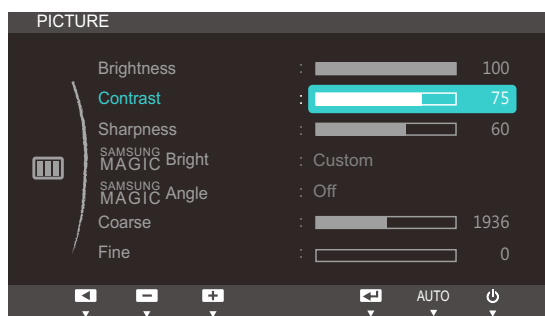 PICTURE
Brightness : 100
Contrast : 75
Sharpness : 60
SAMSUNG MAGIC Bright : Custom
SAMSUNG MAGIC Angle : Off
Coarse : 1936
Fine : 0
AUTO